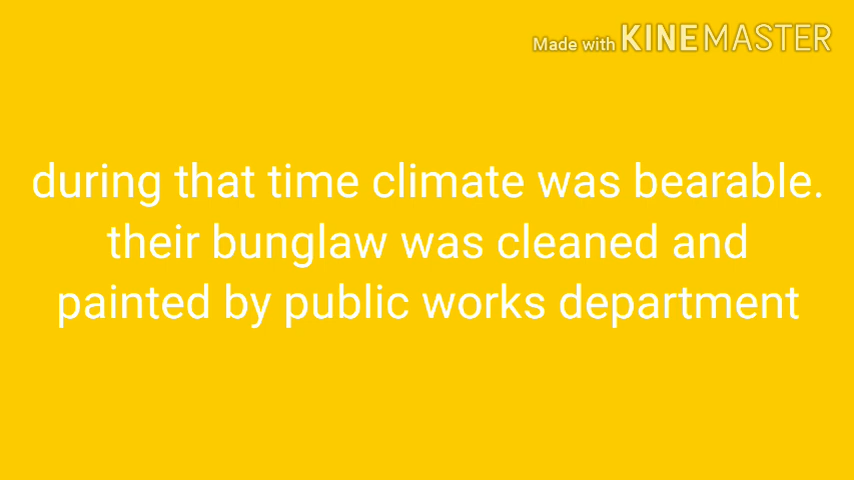 Made with KINEMASTER
during that time climate was bearable.
their bunglaw was cleaned and
painted by public works department